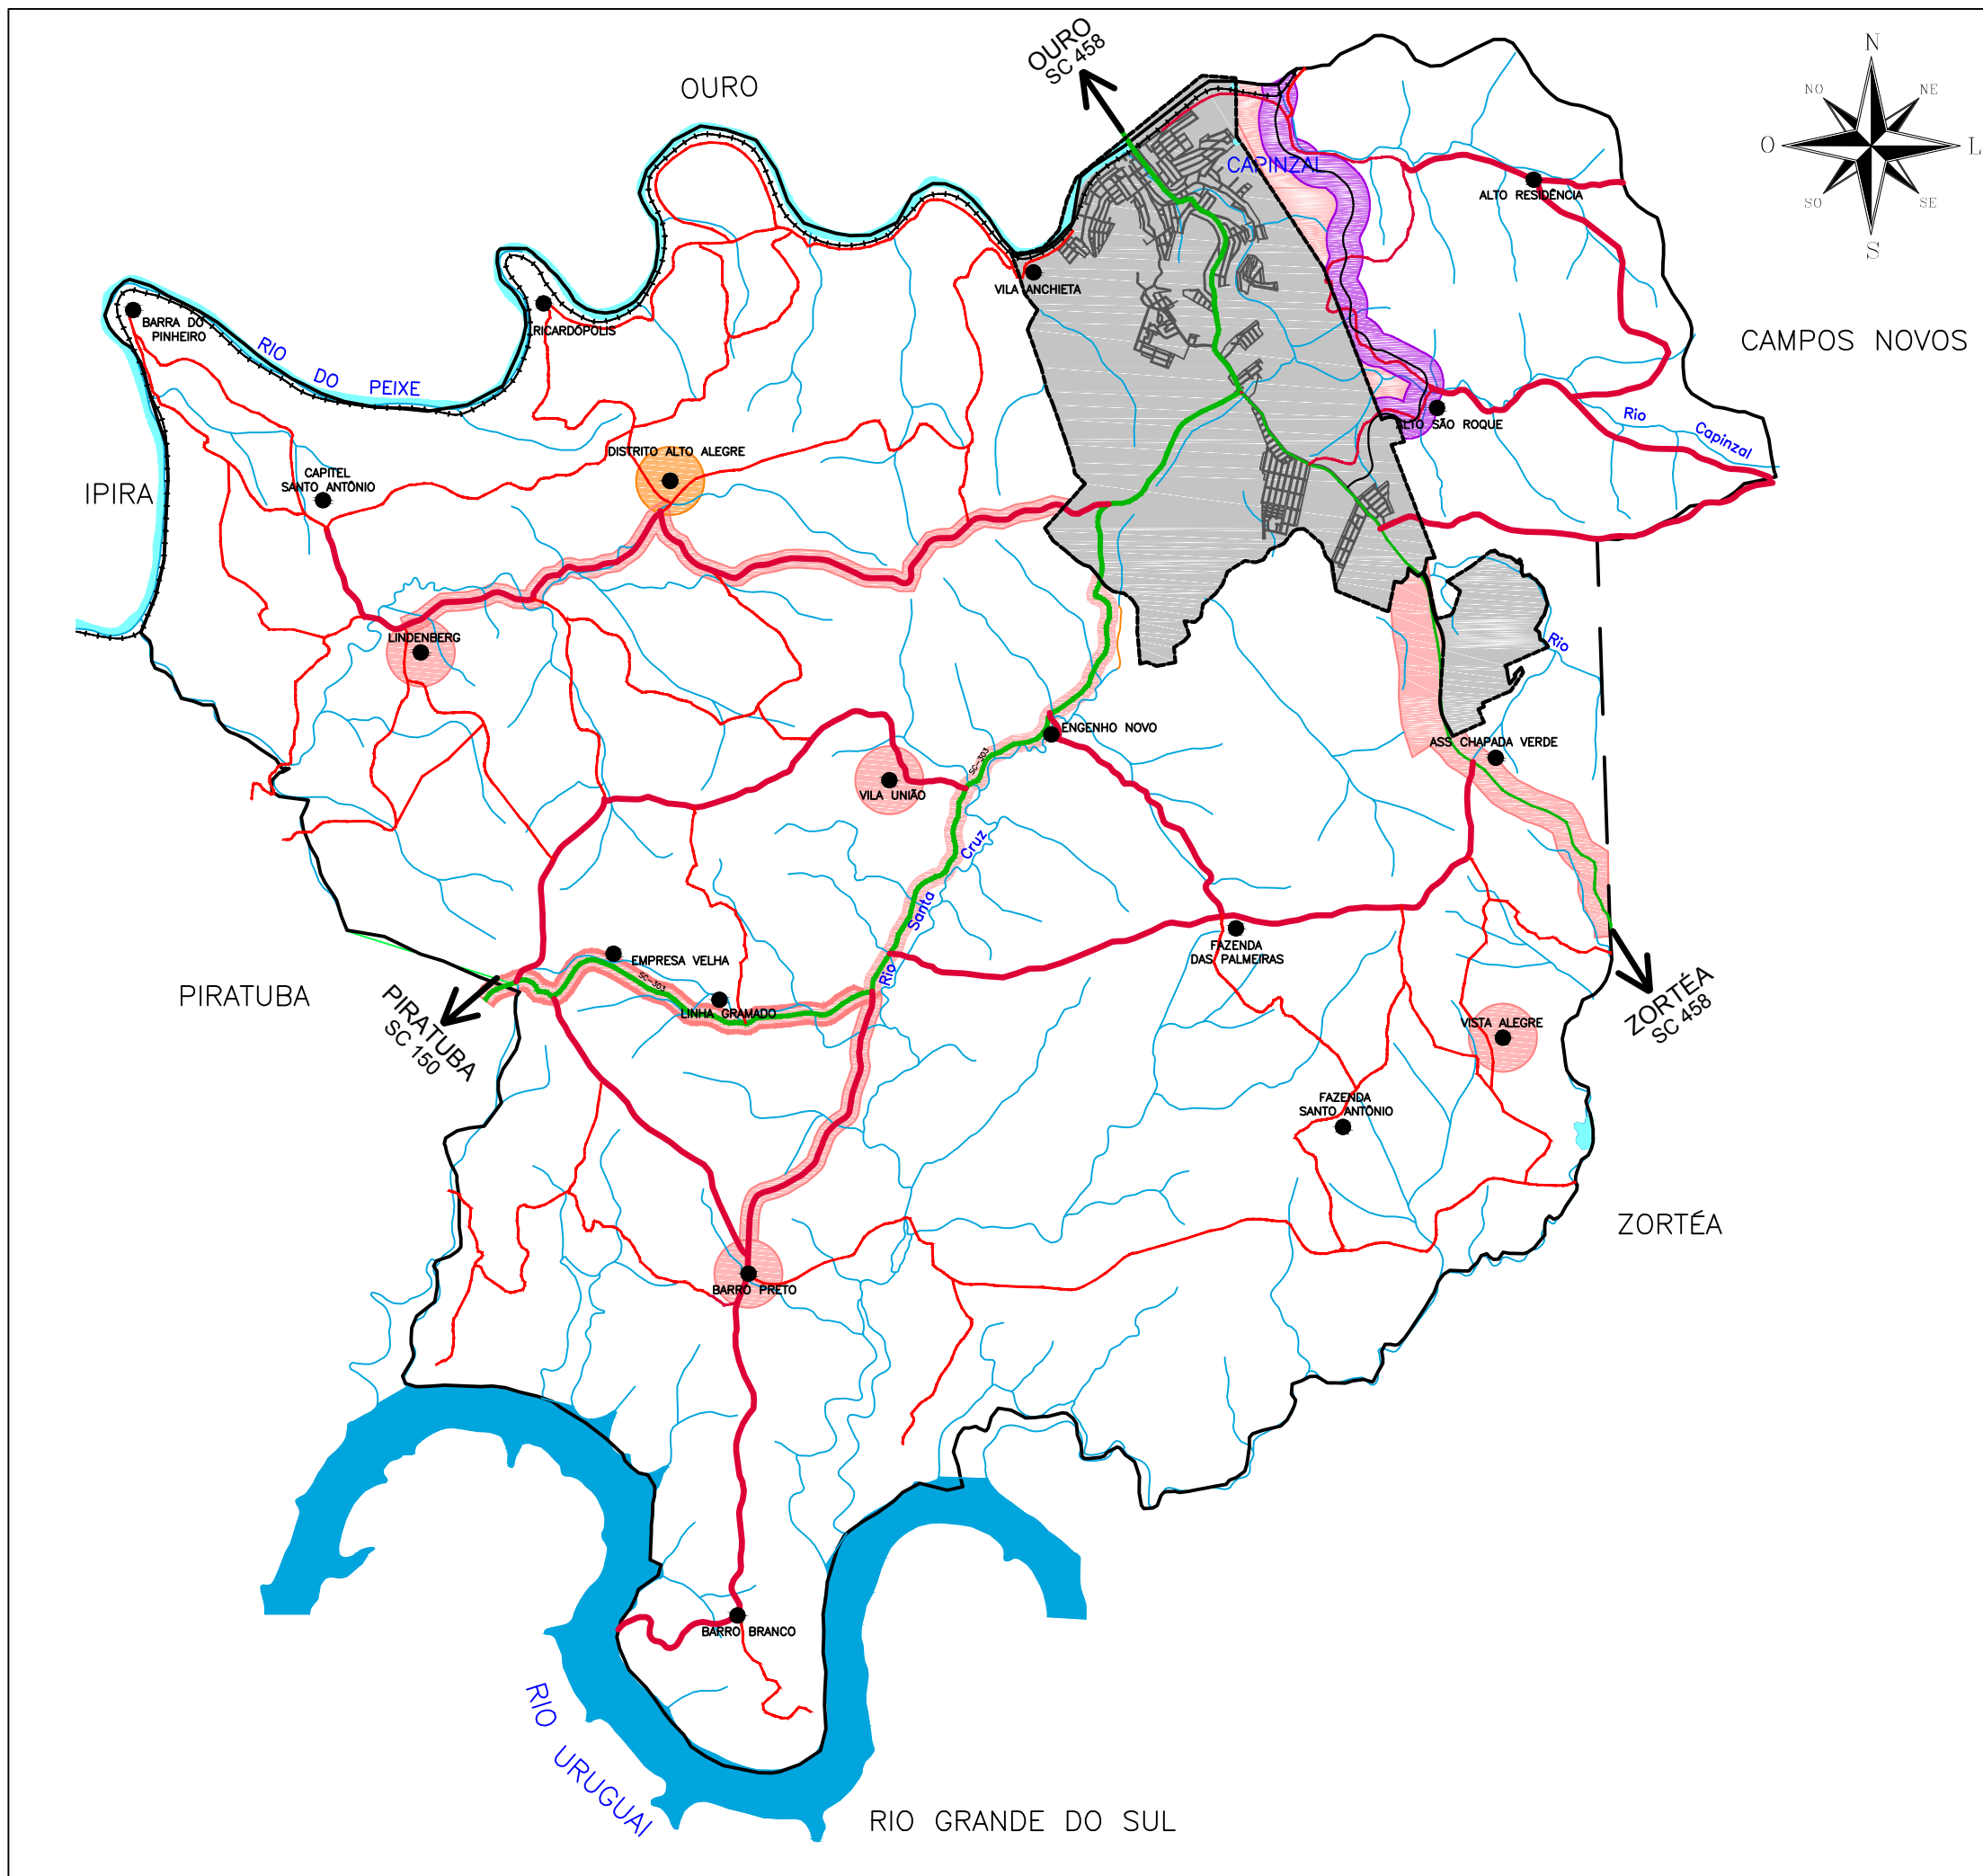 OURO
SC 458
OURO
N
NO
NE
O
L
SO
SE
S
CAPINZAL
ALTO RESIDÊNCIA
VILA ANCHIETA
BARRA DO
PINHEIRO
RICARDÓPOLIS
RIO
DO PEIXE
CAMPOS NOVOS
ALTO SÃO ROQUE
Rio
Capinzal
DISTRITO ALTO ALEGRE
CAPITEL
SANTO ANTÔNIO
IPIRA
LINDENBERG
Rio
ENGENHO NOVO
ASS CHAPADA VERDE
SC-303
VILA UNIÃO
Cruz
Santa
Rio
FAZENDA
DAS PALMEIRAS
EMPRESA VELHA
SC-303
LINHA GRAMADO
PIRATUBA
PIRATUBA
SC 150
ZORTÉA
SC 458
VISTA ALEGRE
FAZENDA
SANTO ANTÔNIO
ZORTÉA
BARRO PRETO
BARRO BRANCO
RIO
URUGUAI
RIO GRANDE DO SUL